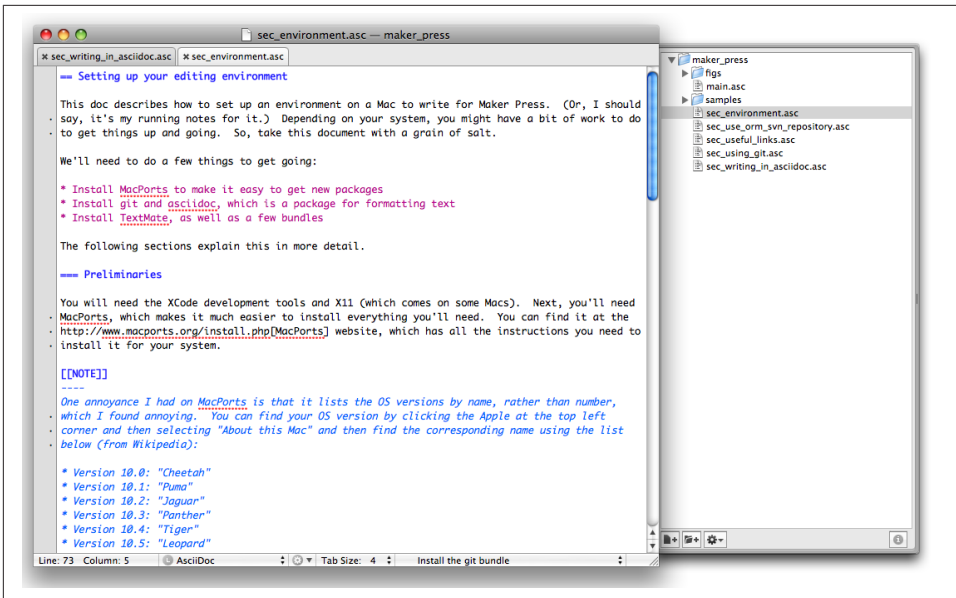 sec_environment.asc — maker_press
sec_writing_in_asciidoc.asc
sec_environment.asc
== Setting up your editing environment
This doc describes how to set up an environment on a Mac to write for Maker Press.  (Or, I should
say, it's my running notes for it.)  Depending on your system, you might have a bit of work to do
to get things up and going.  So, take this document with a grain of salt.
We'll need to do a few things to get going:
* Install MacPorts to make it easy to get new packages
* Install git and asciidoc, which is a package for formatting text
* Install TextMate, as well as a few bundles
The following sections explain this in more detail.
=== Preliminaries
You will need the XCode development tools and X11 (which comes on some Macs).  Next, you'll need
MacPorts, which makes it much easier to install everything you'll need.  You can find it at the
http://www.macports.org/install.php[MacPorts] website, which has all the instructions you need to
install it for your system.
[[NOTE]]
----
One annoyance I had on MacPorts is that it lists the OS versions by name, rather than number,
which I found annoying.  You can find your OS version by clicking the Apple at the top left
corner and then selecting "About this Mac" and then find the corresponding name using the list
below (from Wikipedia):
* Version 10.0: "Cheetah"
* Version 10.1: "Puma"
* Version 10.2: "Jaguar"
* Version 10.3: "Panther"
* Version 10.4: "Tiger"
* Version 10.5: "Leopard"
Line: 73  Column: 5  AsciiDoc  Tab Size: 4  Install the git bundle
maker_press
figs
main.asc
samples
sec_environment.asc
sec_use_orm_svn_repository.asc
sec_useful_links.asc
sec_using_git.asc
sec_writing_in_asciidoc.asc